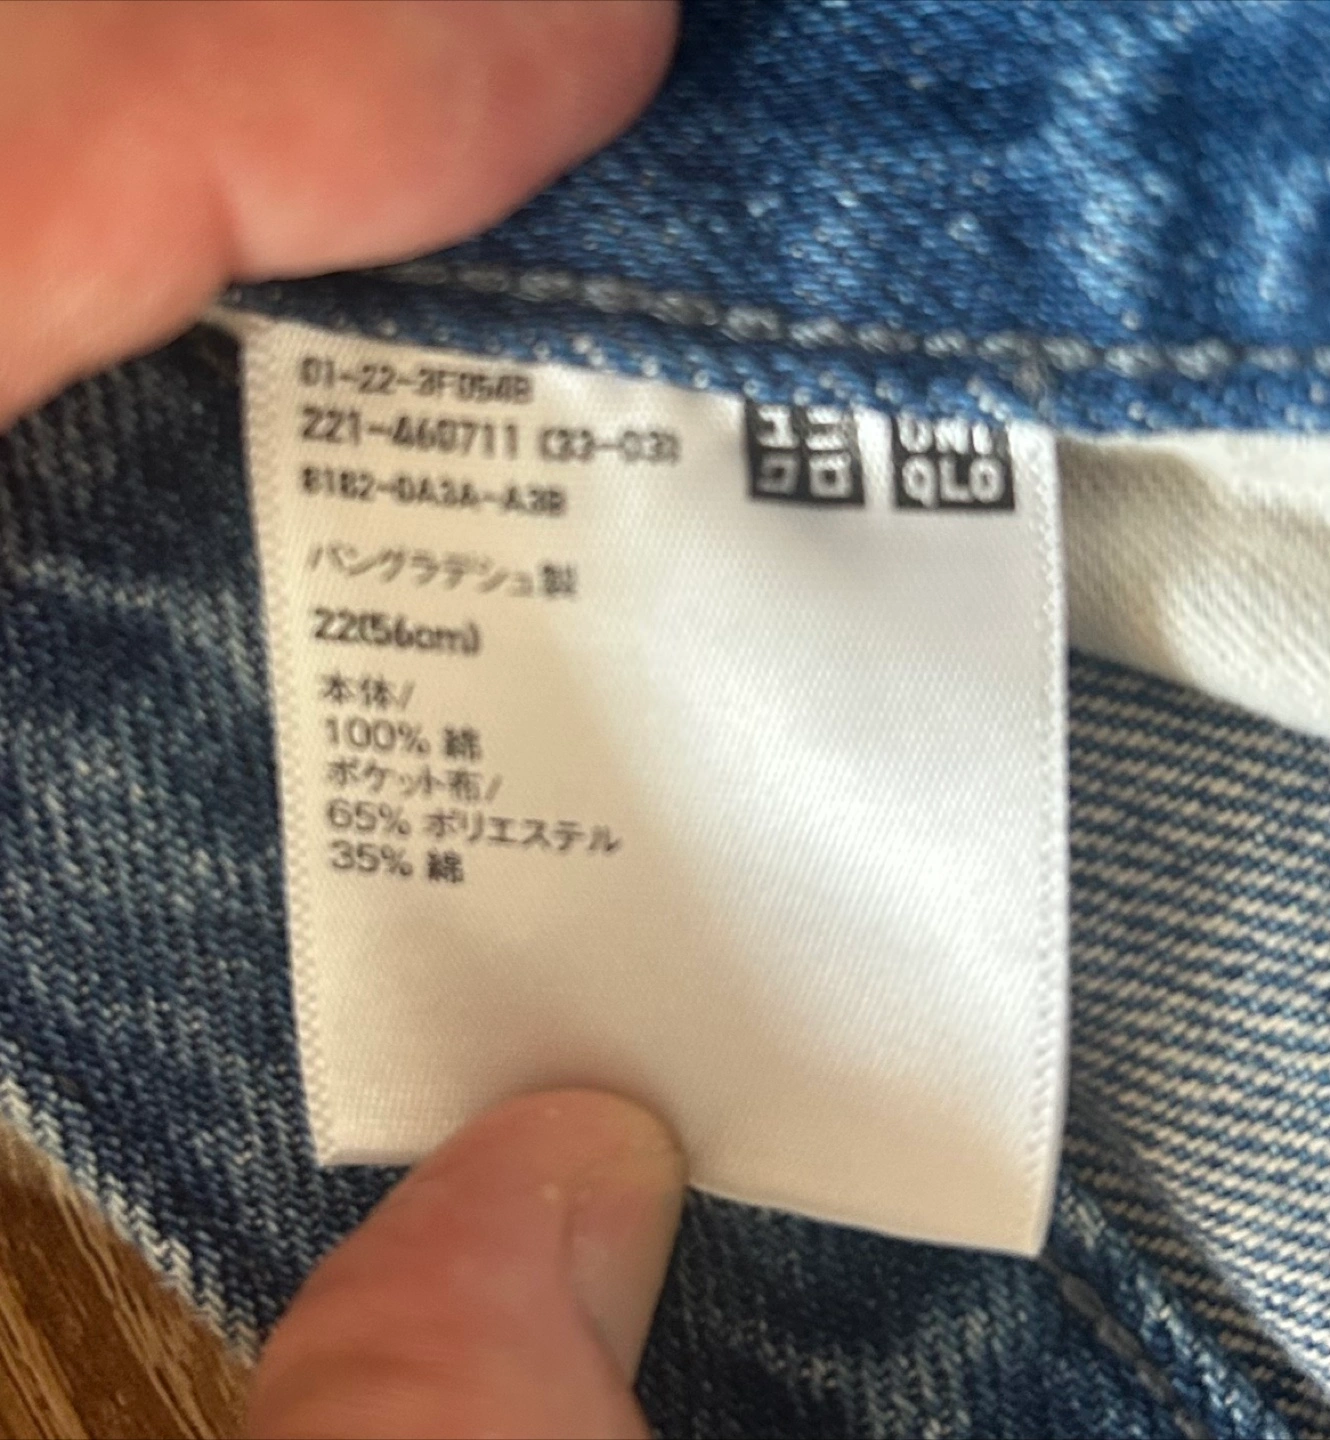 01-22-3F054B
221-460711 (33-03)
8182-0A3A-A3B
バングラデシュ製
22(56cm)
本体/
100% 綿
ポケット布/
65% ポリエステル
35% 綿
ユニ
クロ
UNI
QLO